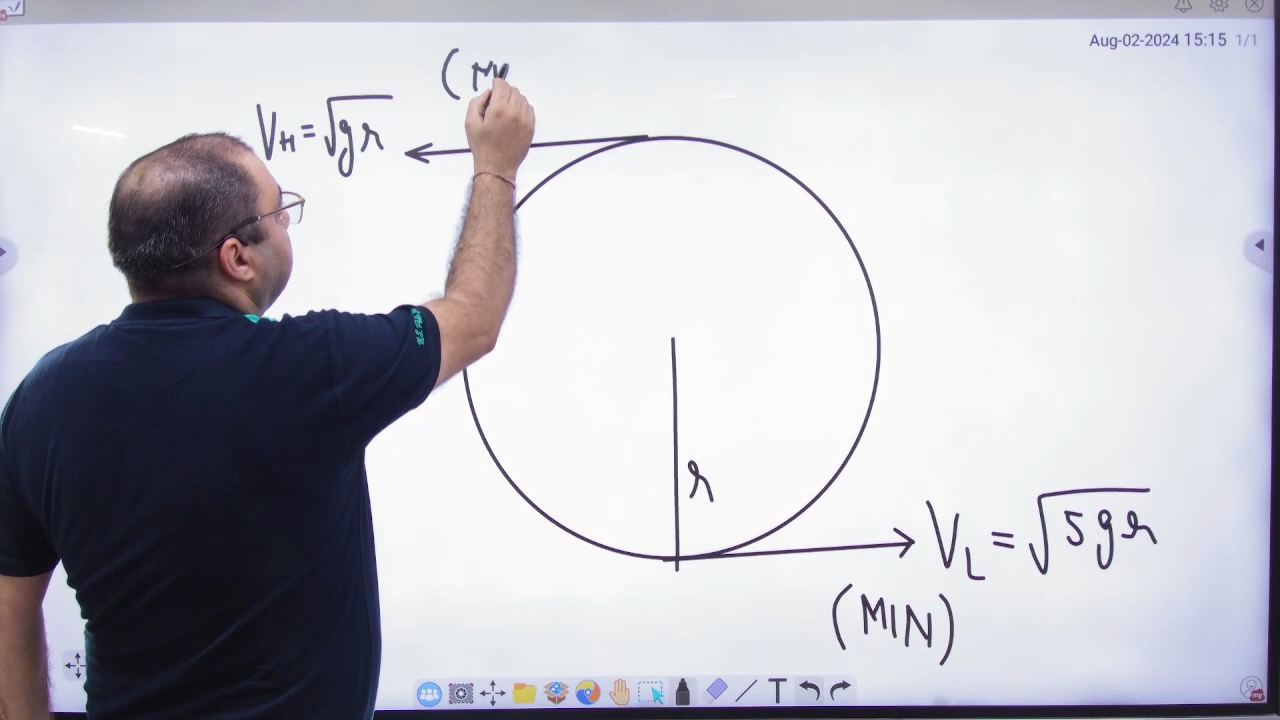 Aug-02-2024 15:15 1/1
(M
V_H = √gr
r
V_L = √5gr
(MIN)
T